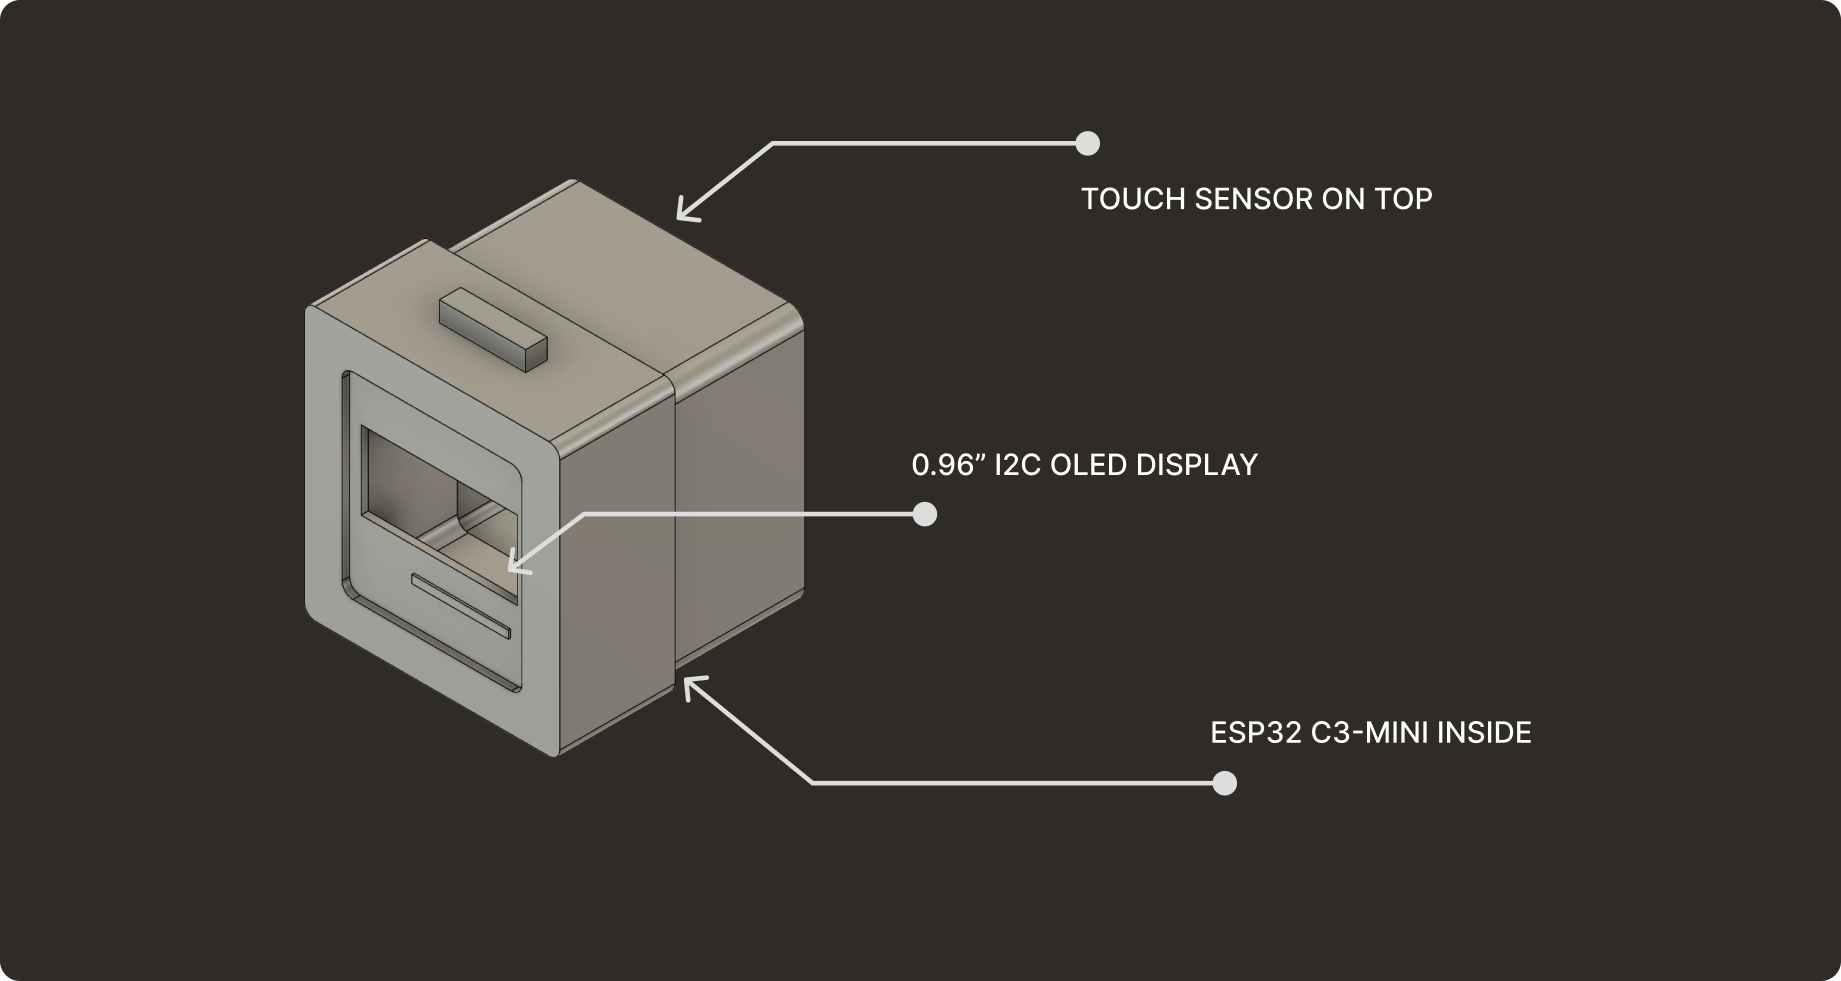 TOUCH SENSOR ON TOP
0.96” I2C OLED DISPLAY
ESP32 C3-MINI INSIDE